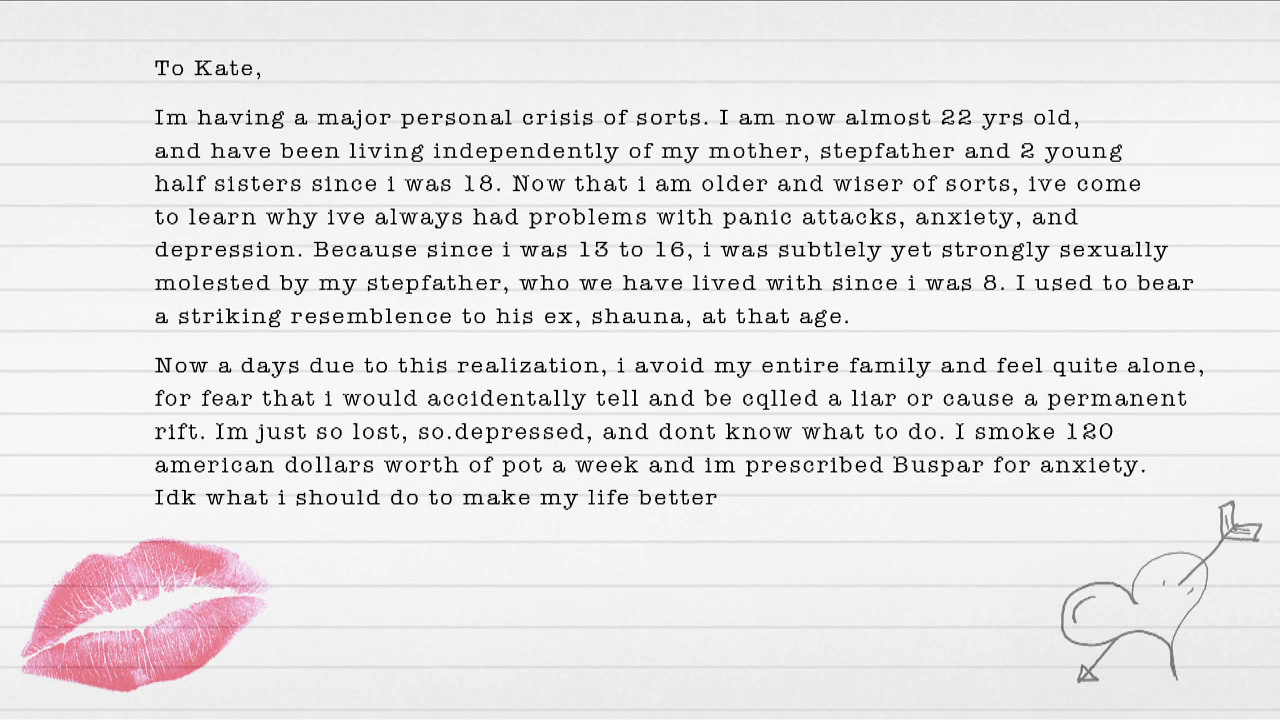 To Kate,
Im having a major personal crisis of sorts. I am now almost 22 yrs old,
and have been living independently of my mother, stepfather and 2 young
half sisters since i was 18. Now that i am older and wiser of sorts, ive come
to learn why ive always had problems with panic attacks, anxiety, and
depression. Because since i was 13 to 16, i was subtlely yet strongly sexually
molested by my stepfather, who we have lived with since i was 8. I used to bear
a striking resemblence to his ex, shauna, at that age.
Now a days due to this realization, i avoid my entire family and feel quite alone,
for fear that i would accidentally tell and be cqlled a liar or cause a permanent
rift. Im just so lost, so.depressed, and dont know what to do. I smoke 120
american dollars worth of pot a week and im prescribed Buspar for anxiety.
Idk what i should do to make my life better